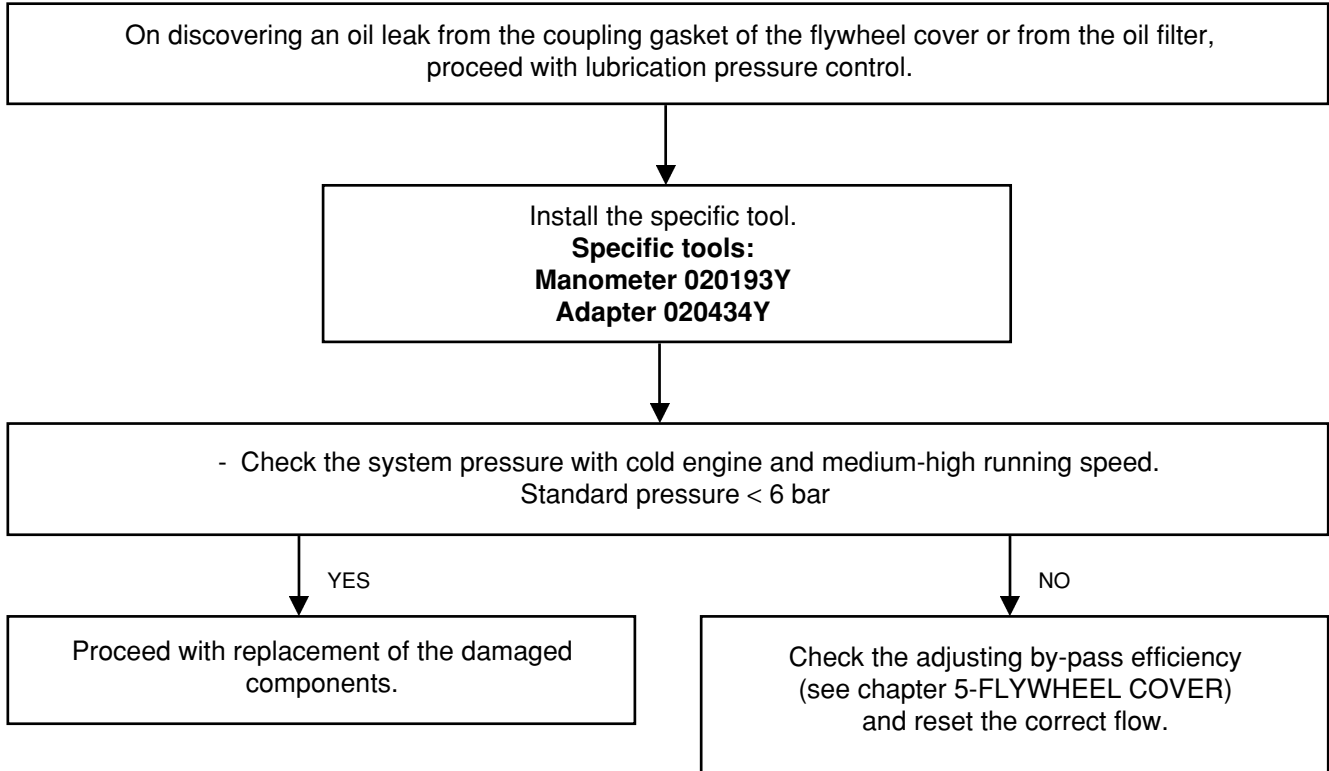 On discovering an oil leak from the coupling gasket of the flywheel cover or from the oil filter,
proceed with lubrication pressure control.
Install the specific tool.
Specific tools:
Manometer 020193Y
Adapter 020434Y
- Check the system pressure with cold engine and medium-high running speed.
Standard pressure < 6 bar
YES
NO
Proceed with replacement of the damaged
components.
Check the adjusting by-pass efficiency
(see chapter 5-FLYWHEEL COVER)
and reset the correct flow.